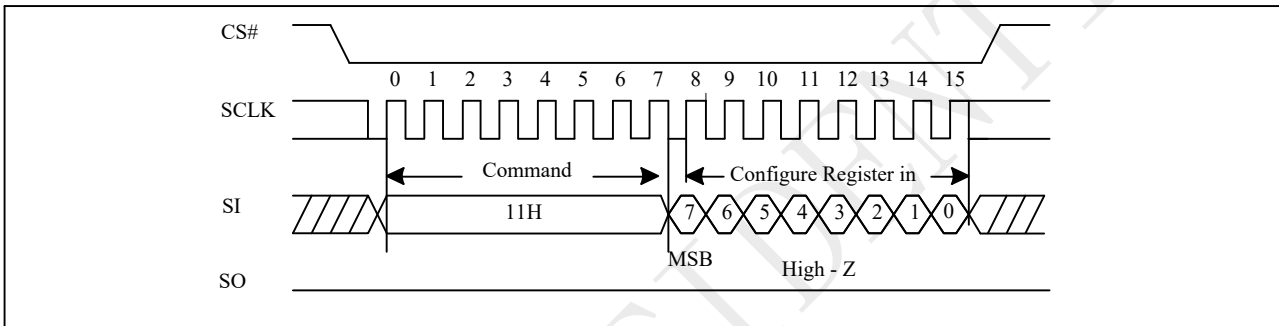 CS#
0 1 2 3 4 5 6 7 8 9 10 11 12 13 14 15
SCLK
Command Configure Register in
SI 11H 7 6 5 4 3 2 1 0
MSB High - Z
SO